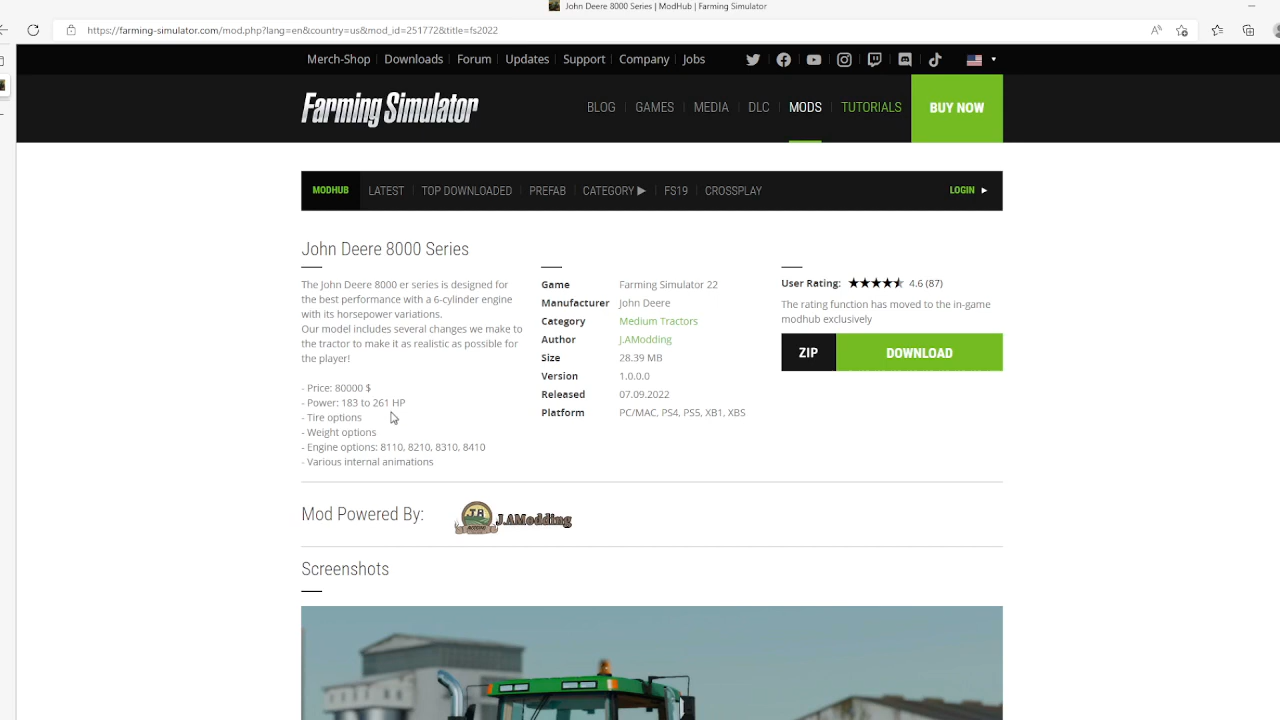 John Deere 8000 Series | ModHub | Farming Simulator
https://farming-simulator.com/mod.php?lang=en&country=us&mod_id=251772&title=fs2022
Merch-Shop Downloads Forum Updates Support Company Jobs
Farming Simulator
BLOG GAMES MEDIA DLC MODS TUTORIALS BUY NOW
MODHUB LATEST TOP DOWNLOADED PREFAB CATEGORY ▶ FS19 CROSSPLAY LOGIN ►
John Deere 8000 Series
The John Deere 8000 er series is designed for
the best performance with a 6-cylinder engine
with its horsepower variations.
Our model includes several changes we make to
the tractor to make it as realistic as possible for
the player!
- Price: 80000 $
- Power: 183 to 261 HP
- Tire options
- Weight options
- Engine options: 8110, 8210, 8310, 8410
- Various internal animations
Game Farming Simulator 22
Manufacturer John Deere
Category Medium Tractors
Author J.AModding
Size 28.39 MB
Version 1.0.0.0
Released 07.09.2022
Platform PC/MAC, PS4, PS5, XB1, XBS
User Rating: 4.6 (87)
The rating function has moved to the in-game
modhub exclusively
ZIP DOWNLOAD
Mod Powered By:
J.AModding
Screenshots